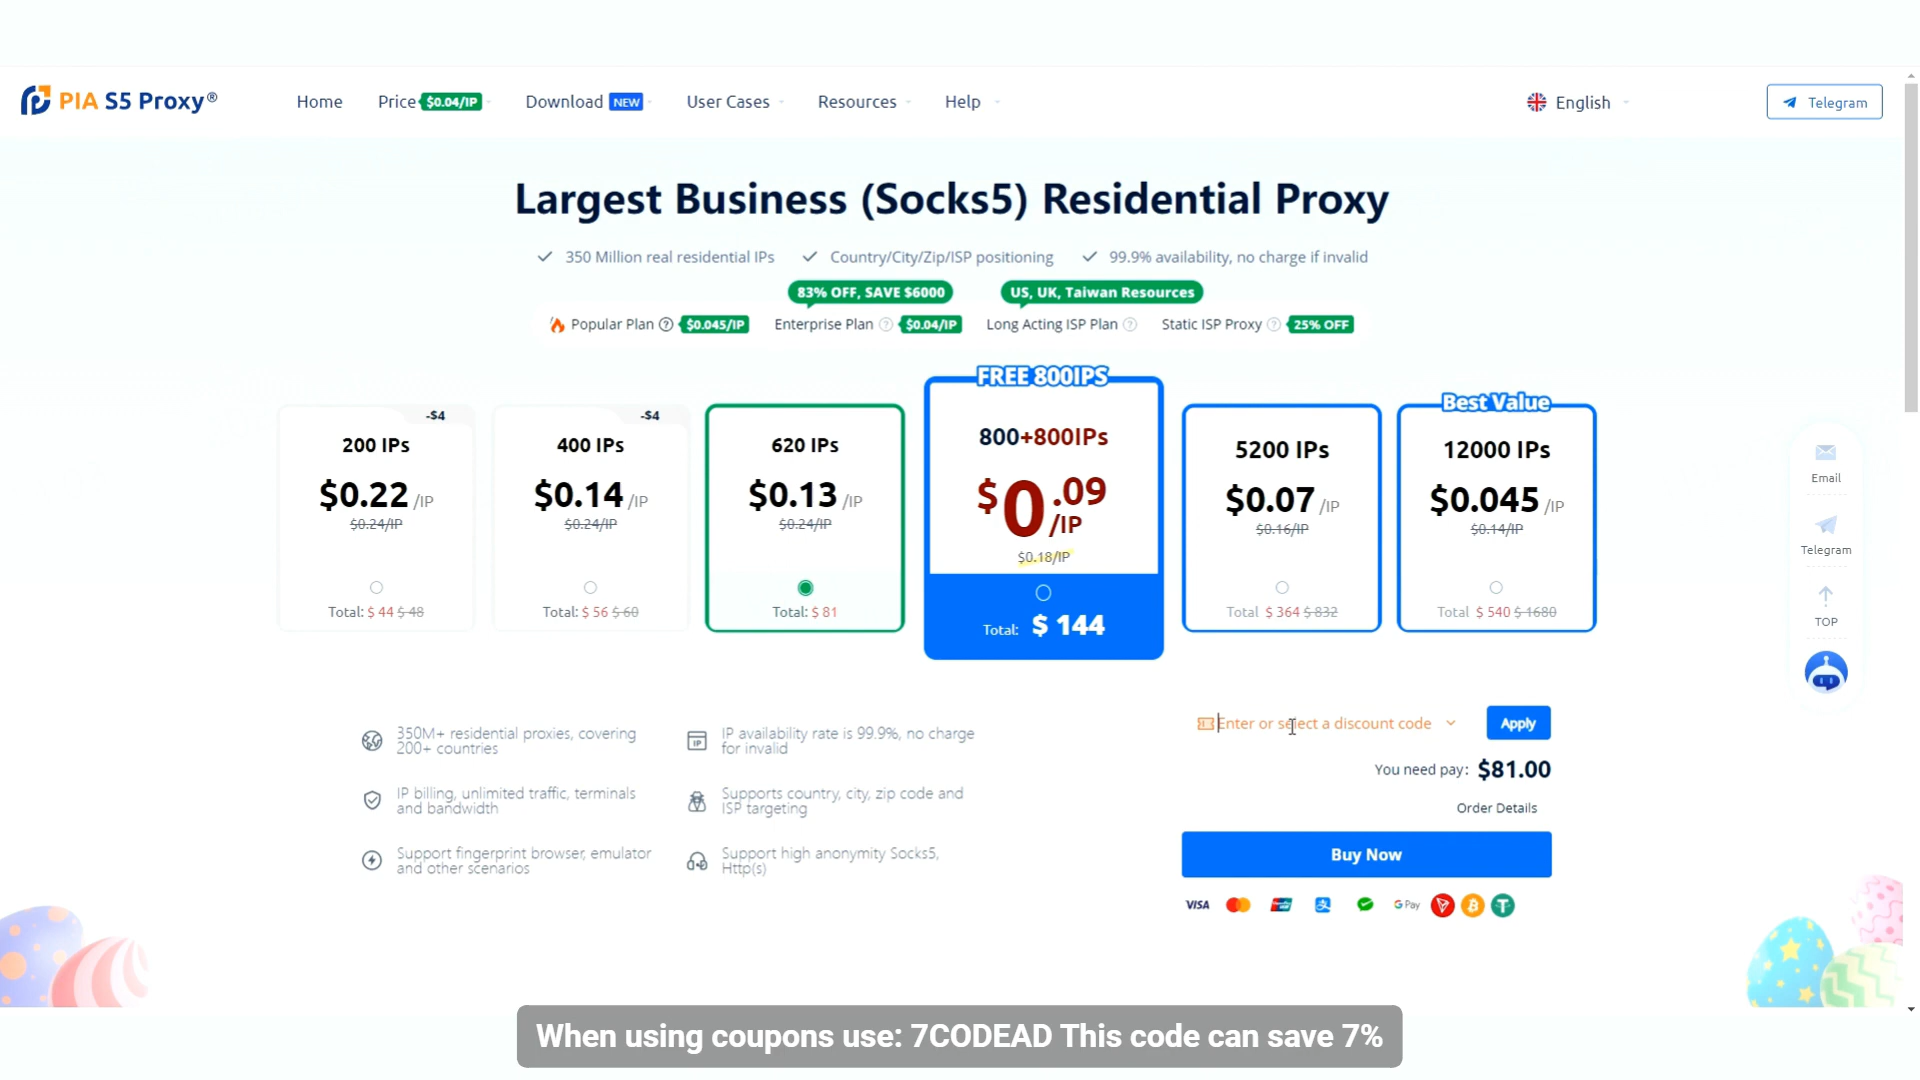 PIA S5 Proxy®
Home
Price $0.04/IP
Download NEW
User Cases
Resources
Help
English
Telegram
Largest Business (Socks5) Residential Proxy
350 Million real residential IPs
Country/City/Zip/ISP positioning
99.9% availability, no charge if invalid
83% OFF, SAVE $6000
US, UK, Taiwan Resources
Popular Plan ? $0.045/IP
Enterprise Plan ? $0.04/IP
Long Acting ISP Plan ?
Static ISP Proxy ? 25% OFF
-$4
200 IPs
$0.22 /IP
$0.24/IP
Total: $ 44 $ 48
-$4
400 IPs
$0.14 /IP
$0.24/IP
Total: $ 56 $ 60
620 IPs
$0.13 /IP
$0.24/IP
Total: $ 81
FREE 800IPS
800+800IPs
$0.09/IP
$0.18/IP
Total: $ 144
5200 IPs
$0.07 /IP
$0.16/IP
Total $ 364 $ 832
Best Value
12000 IPs
$0.045 /IP
$0.14/IP
Total $ 540 $ 1680
Email
Telegram
TOP
350M+ residential proxies, covering
200+ countries
IP
IP availability rate is 99.9%, no charge
for invalid
IP billing, unlimited traffic, terminals
and bandwidth
Supports country, city, zip code and
ISP targeting
Support fingerprint browser, emulator
and other scenarios
Support high anonymity Socks5,
Http(s)
Enter or select a discount code
Apply
You need pay: $81.00
Order Details
Buy Now
VISA
G Pay
When using coupons use: 7CODEAD This code can save 7%